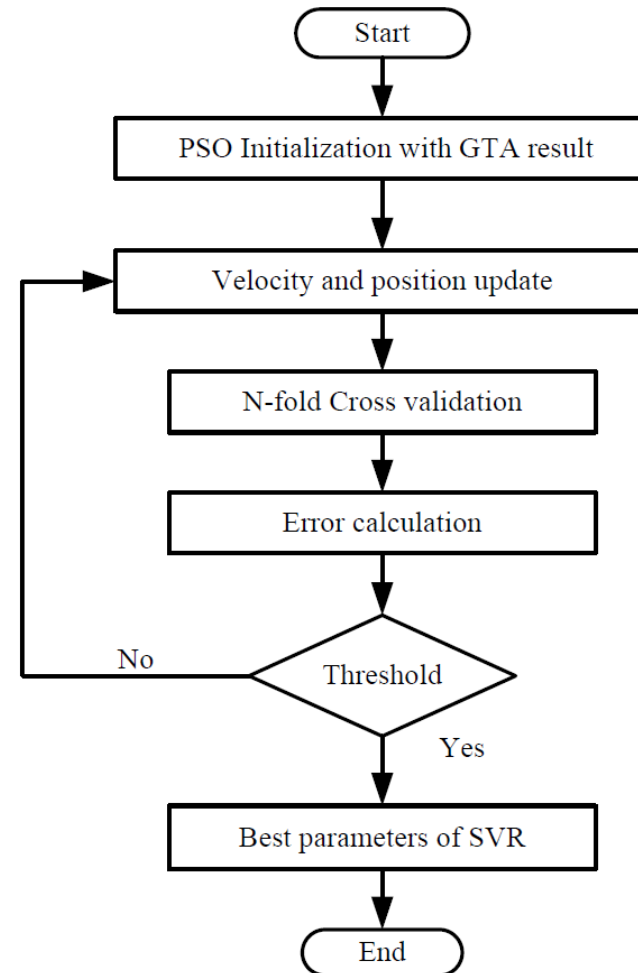 Start
PSO Initialization with GTA result
Velocity and position update
N-fold Cross validation
Error calculation
No
Threshold
Yes
Best parameters of SVR
End